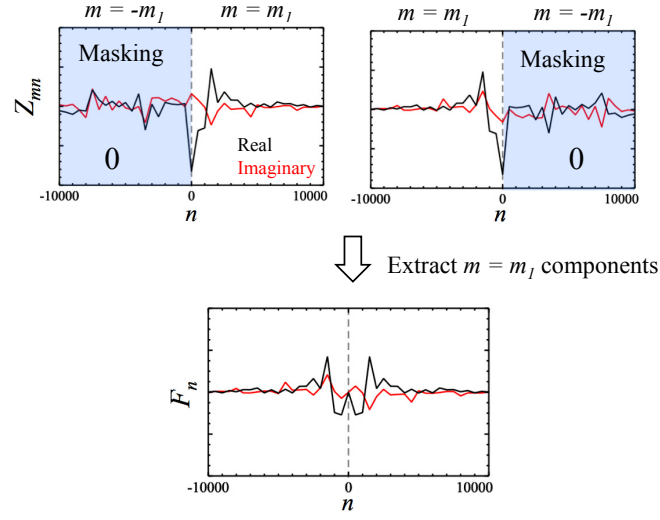 m = -m1 m = m1 m = m1 m = -m1
Masking Masking
Zmn
0 Real 0
Imaginary
-10000 0 10000 -10000 0 10000
n n
Extract m = m1 components
Fn
-10000 0 10000
n